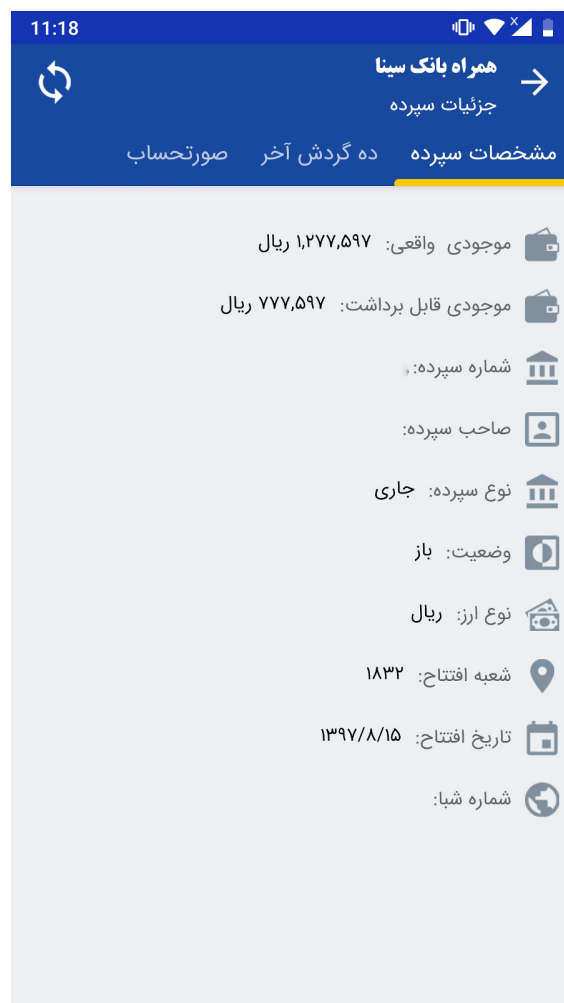 11:18
همراه بانک سینا
جزئیات سپرده
مشخصات سپرده ده گردش آخر صورتحساب
موجودی واقعی: ۱,۲۷۷,۵۹۷ ریال
موجودی قابل برداشت: ۷۷۷,۵۹۷ ریال
شماره سپرده:
صاحب سپرده:
نوع سپرده: جاری
وضعیت: باز
نوع ارز: ریال
شعبه افتتاح: ۱۸۳۲
تاریخ افتتاح: ۱۳۹۷/۸/۱۵
شماره شبا: